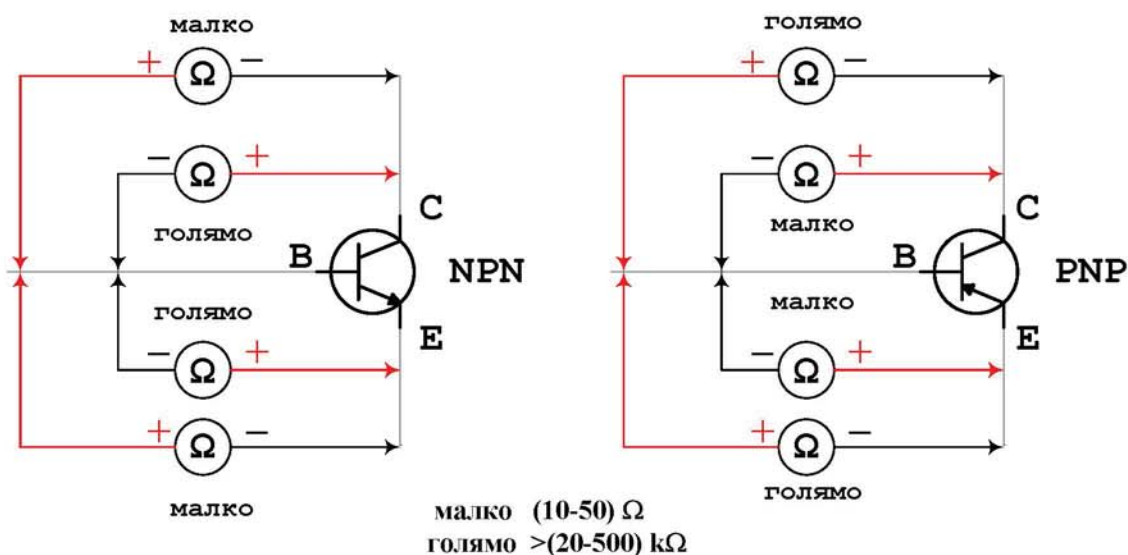 малко
+ Ω −
− Ω +
голямо
C
B
NPN
голямо
E
− Ω +
+ Ω −
малко
голямо
+ Ω −
− Ω +
малко
C
B
PNP
малко
E
− Ω +
+ Ω −
голямо
малко (10-50) Ω
голямо >(20-500) kΩ